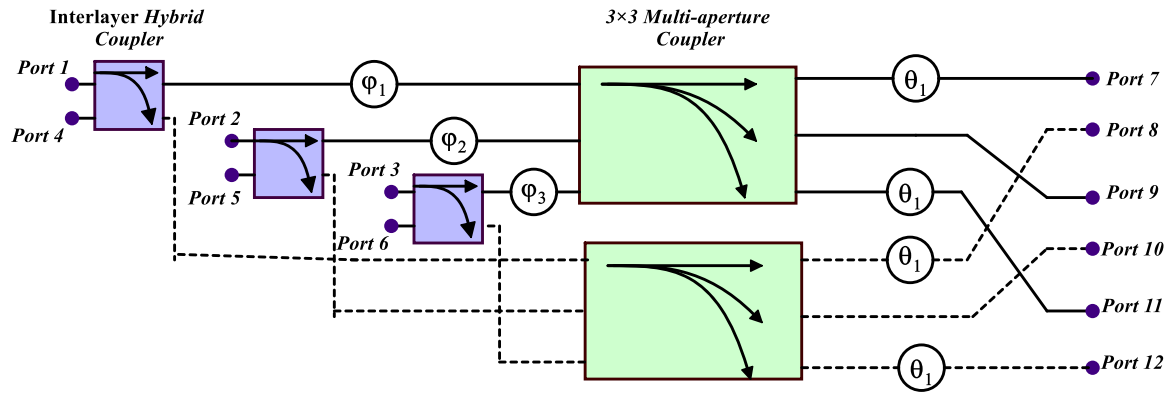 Interlayer Hybrid
Coupler
3×3 Multi-aperture
Coupler
Port 1
Port 4
Port 2
Port 5
Port 3
Port 6
φ1
φ2
φ3
θ1
θ1
θ1
θ1
Port 7
Port 8
Port 9
Port 10
Port 11
Port 12